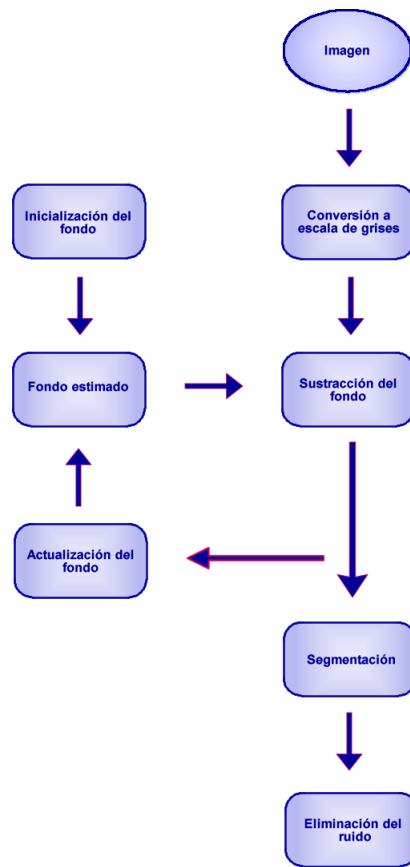 Imagen
Inicialización del
fondo
Conversión a
escala de grises
Fondo estimado
Sustracción del
fondo
Actualización del
fondo
Segmentación
Eliminación del
ruido